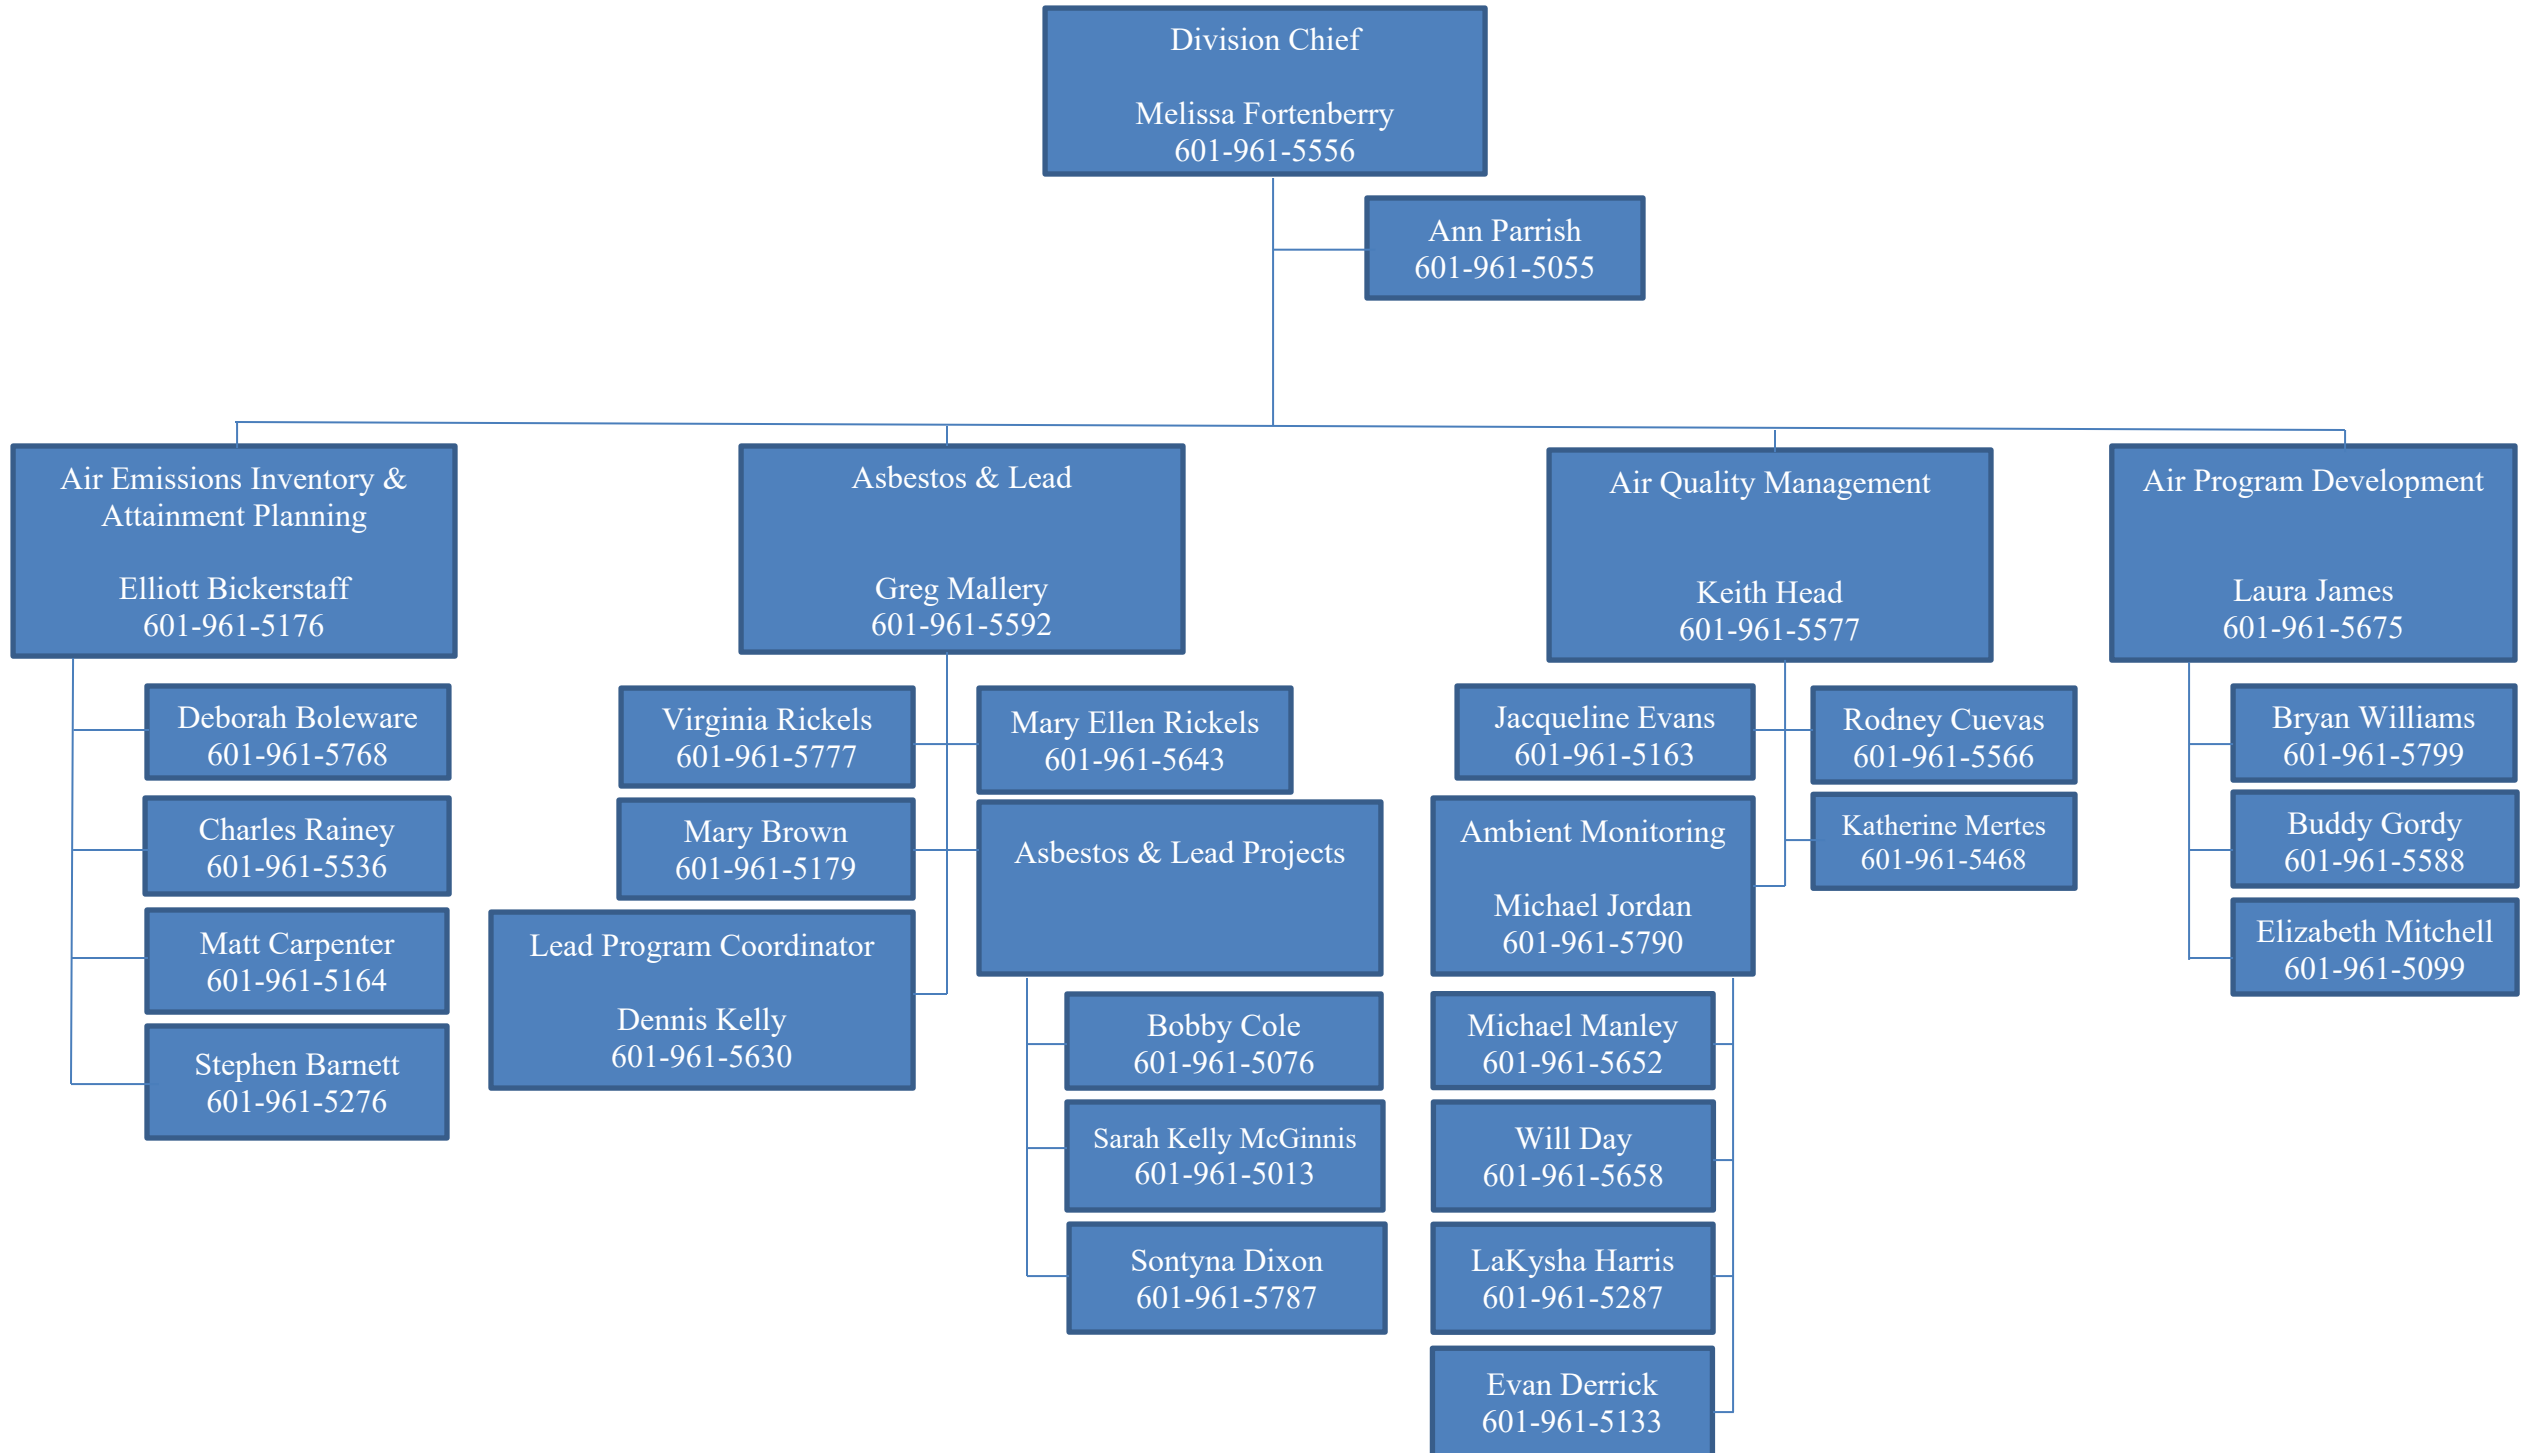 Division Chief
Melissa Fortenberry
601-961-5556
Ann Parrish
601-961-5055
Air Emissions Inventory &
Attainment Planning
Elliott Bickerstaff
601-961-5176
Deborah Boleware
601-961-5768
Charles Rainey
601-961-5536
Matt Carpenter
601-961-5164
Stephen Barnett
601-961-5276
Asbestos & Lead
Greg Mallery
601-961-5592
Virginia Rickels
601-961-5777
Mary Ellen Rickels
601-961-5643
Mary Brown
601-961-5179
Asbestos & Lead Projects
Lead Program Coordinator
Dennis Kelly
601-961-5630
Bobby Cole
601-961-5076
Sarah Kelly McGinnis
601-961-5013
Sontyna Dixon
601-961-5787
Air Quality Management
Keith Head
601-961-5577
Jacqueline Evans
601-961-5163
Rodney Cuevas
601-961-5566
Ambient Monitoring
Michael Jordan
601-961-5790
Katherine Mertes
601-961-5468
Michael Manley
601-961-5652
Will Day
601-961-5658
LaKysha Harris
601-961-5287
Evan Derrick
601-961-5133
Air Program Development
Laura James
601-961-5675
Bryan Williams
601-961-5799
Buddy Gordy
601-961-5588
Elizabeth Mitchell
601-961-5099